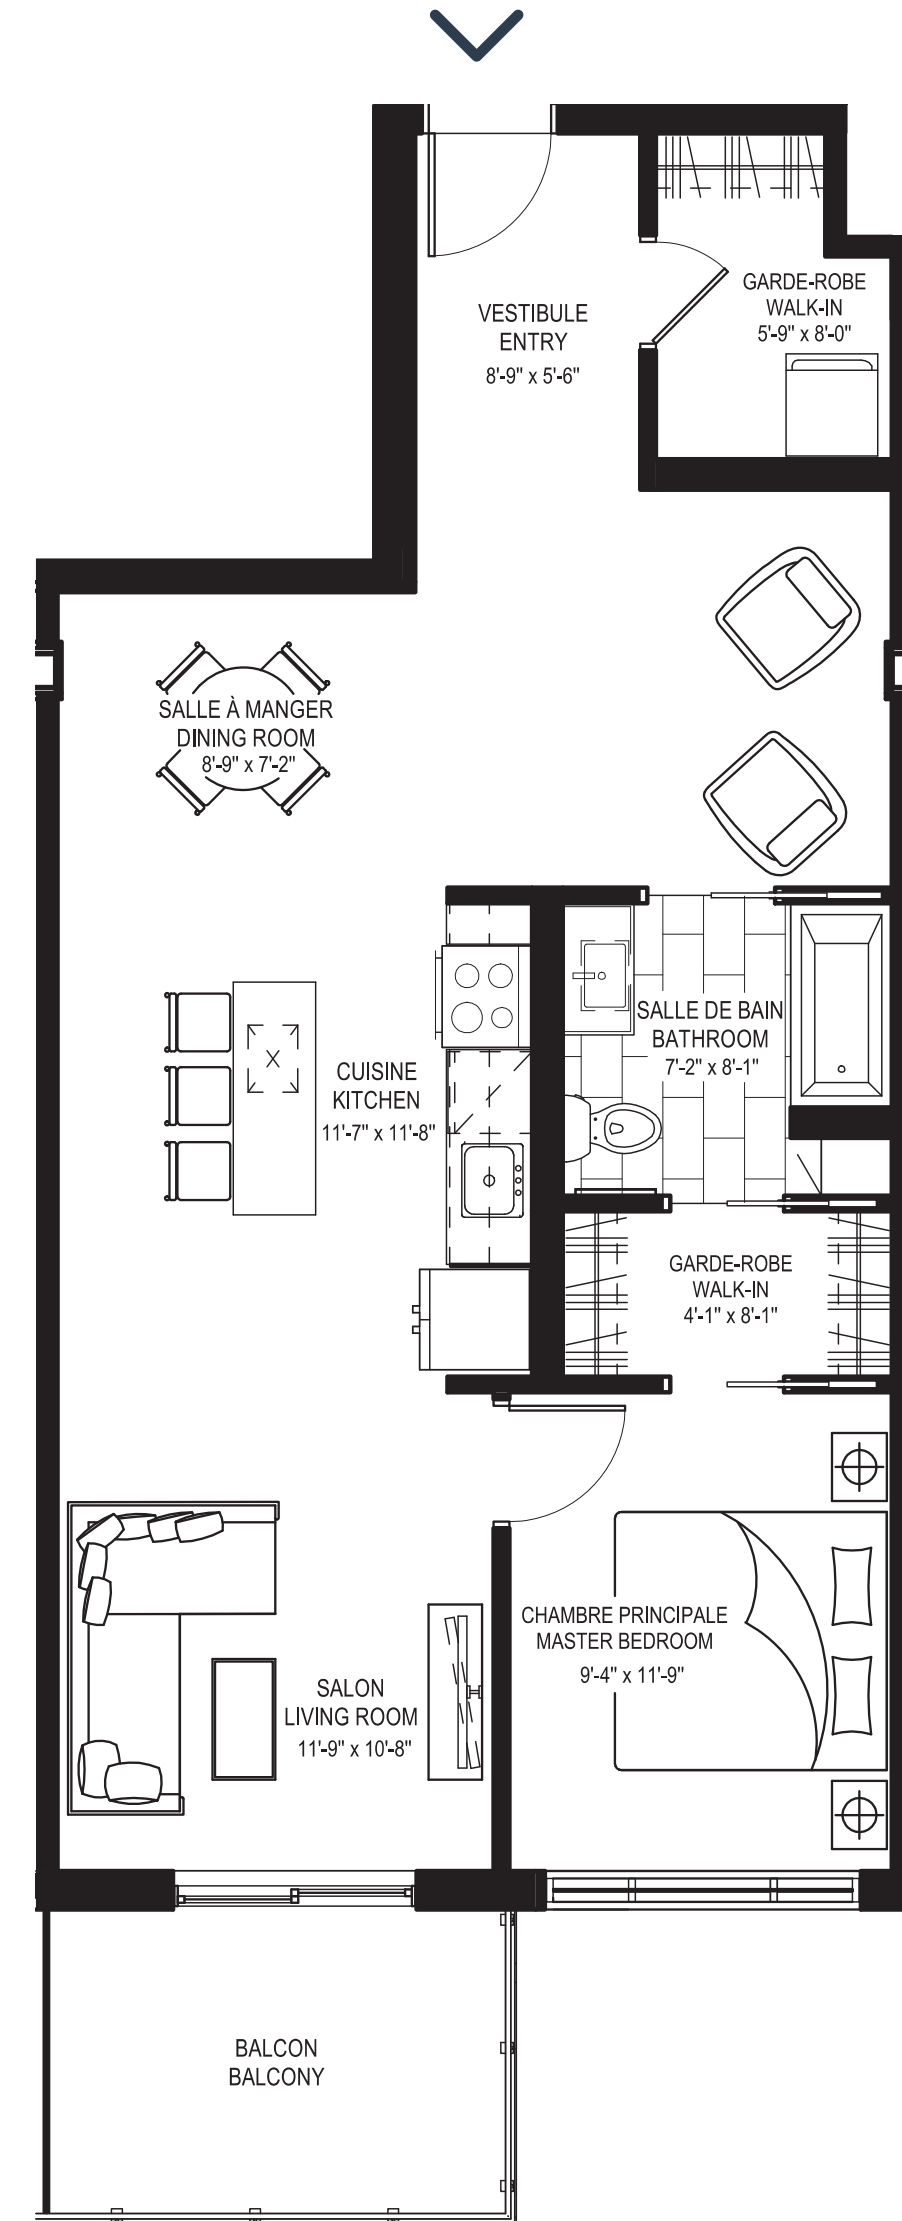 GARDE-ROBE
WALK-IN
5'-9" x 8'-0"
VESTIBULE
ENTRY
8'-9" x 5'-6"
SALLE À MANGER
DINING ROOM
8'-9" x 7'-2"
SALLE DE BAIN
BATHROOM
7'-2" x 8'-1"
CUISINE
KITCHEN
11'-7" x 11'-8"
GARDE-ROBE
WALK-IN
4'-1" x 8'-1"
CHAMBRE PRINCIPALE
MASTER BEDROOM
9'-4" x 11'-9"
SALON
LIVING ROOM
11'-9" x 10'-8"
BALCON
BALCONY